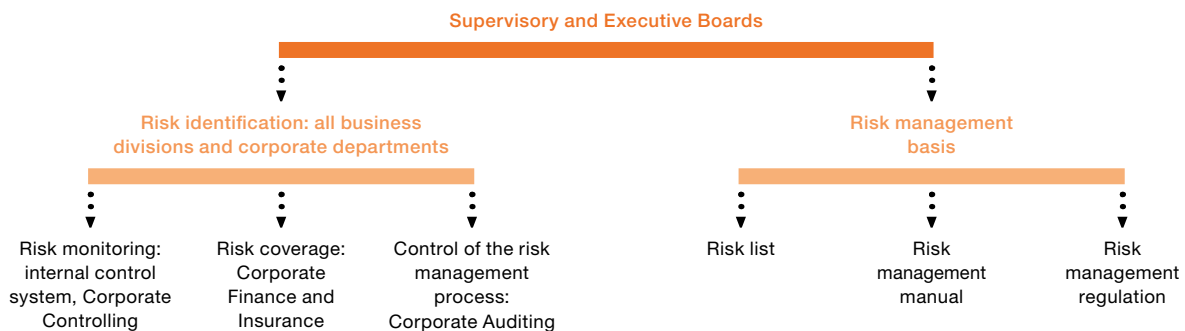 Supervisory and Executive Boards
Risk identification: all business
divisions and corporate departments
Risk management
basis
Risk monitoring:
internal control
system, Corporate
Controlling
Risk coverage:
Corporate
Finance and
Insurance
Control of the risk
management
process:
Corporate Auditing
Risk list
Risk
management
manual
Risk
management
regulation